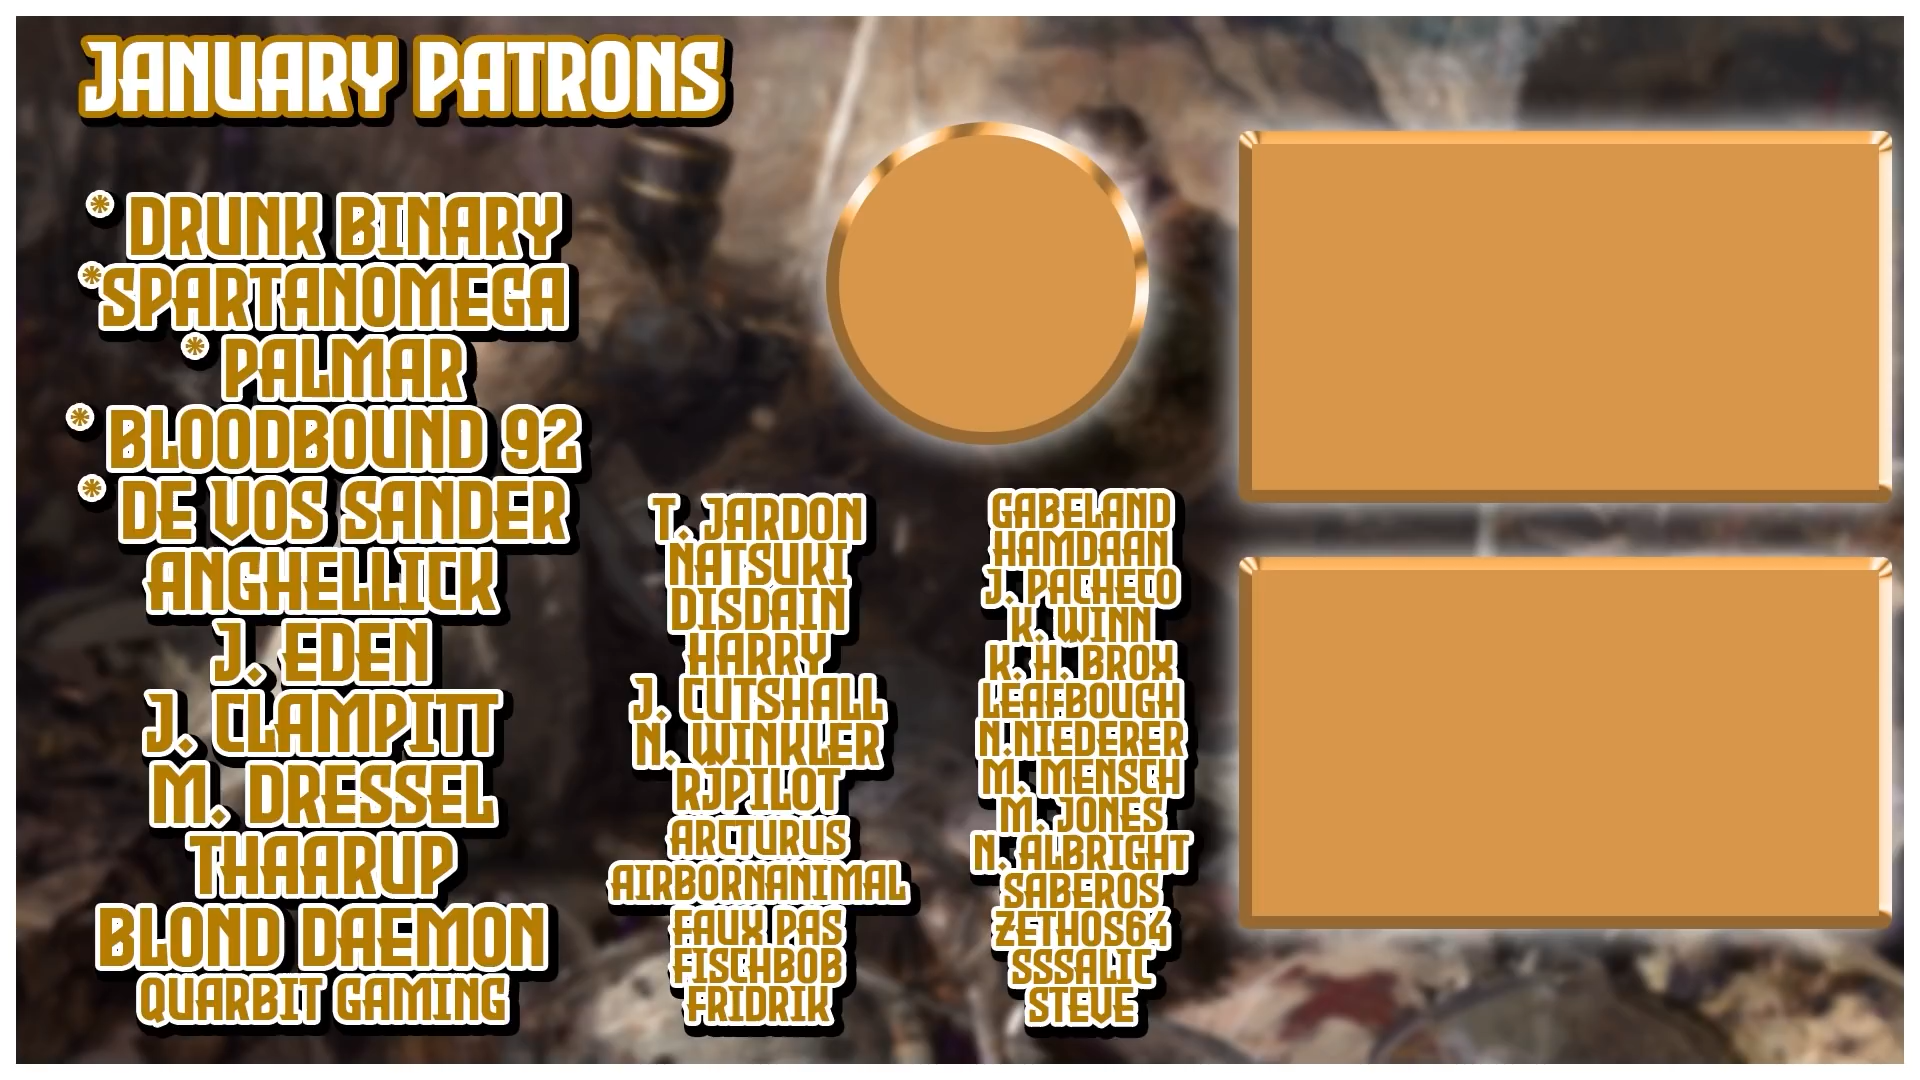 JANUARY PATRONS
* DRUNK BINARY
*SPARTANOMEGA
* PALMAR
* BLOODBOUND 92
* DE VOS SANDER
ANGHELLICK
J. EDEN
J. CLAMPITT
M. DRESSEL
THAARUP
BLOND DAEMON
QUARBIT GAMING
T. JARDON
NATSUKI
DISDAIN
HARRY
J. CUTSHALL
N. WINKLER
RJPILOT
ARCTURUS
AIRBORNANIMAL
FAUX PAS
FISCHBOB
FRIDRIK
GABELAND
HAMDAAN
J. PACHECO
K. WINN
K. H. BROX
LEAFBOUGH
N.NIEDERER
M. MENSCH
M. JONES
N. ALBRIGHT
SABEROS
ZETHOS64
SSSALIC
STEVE